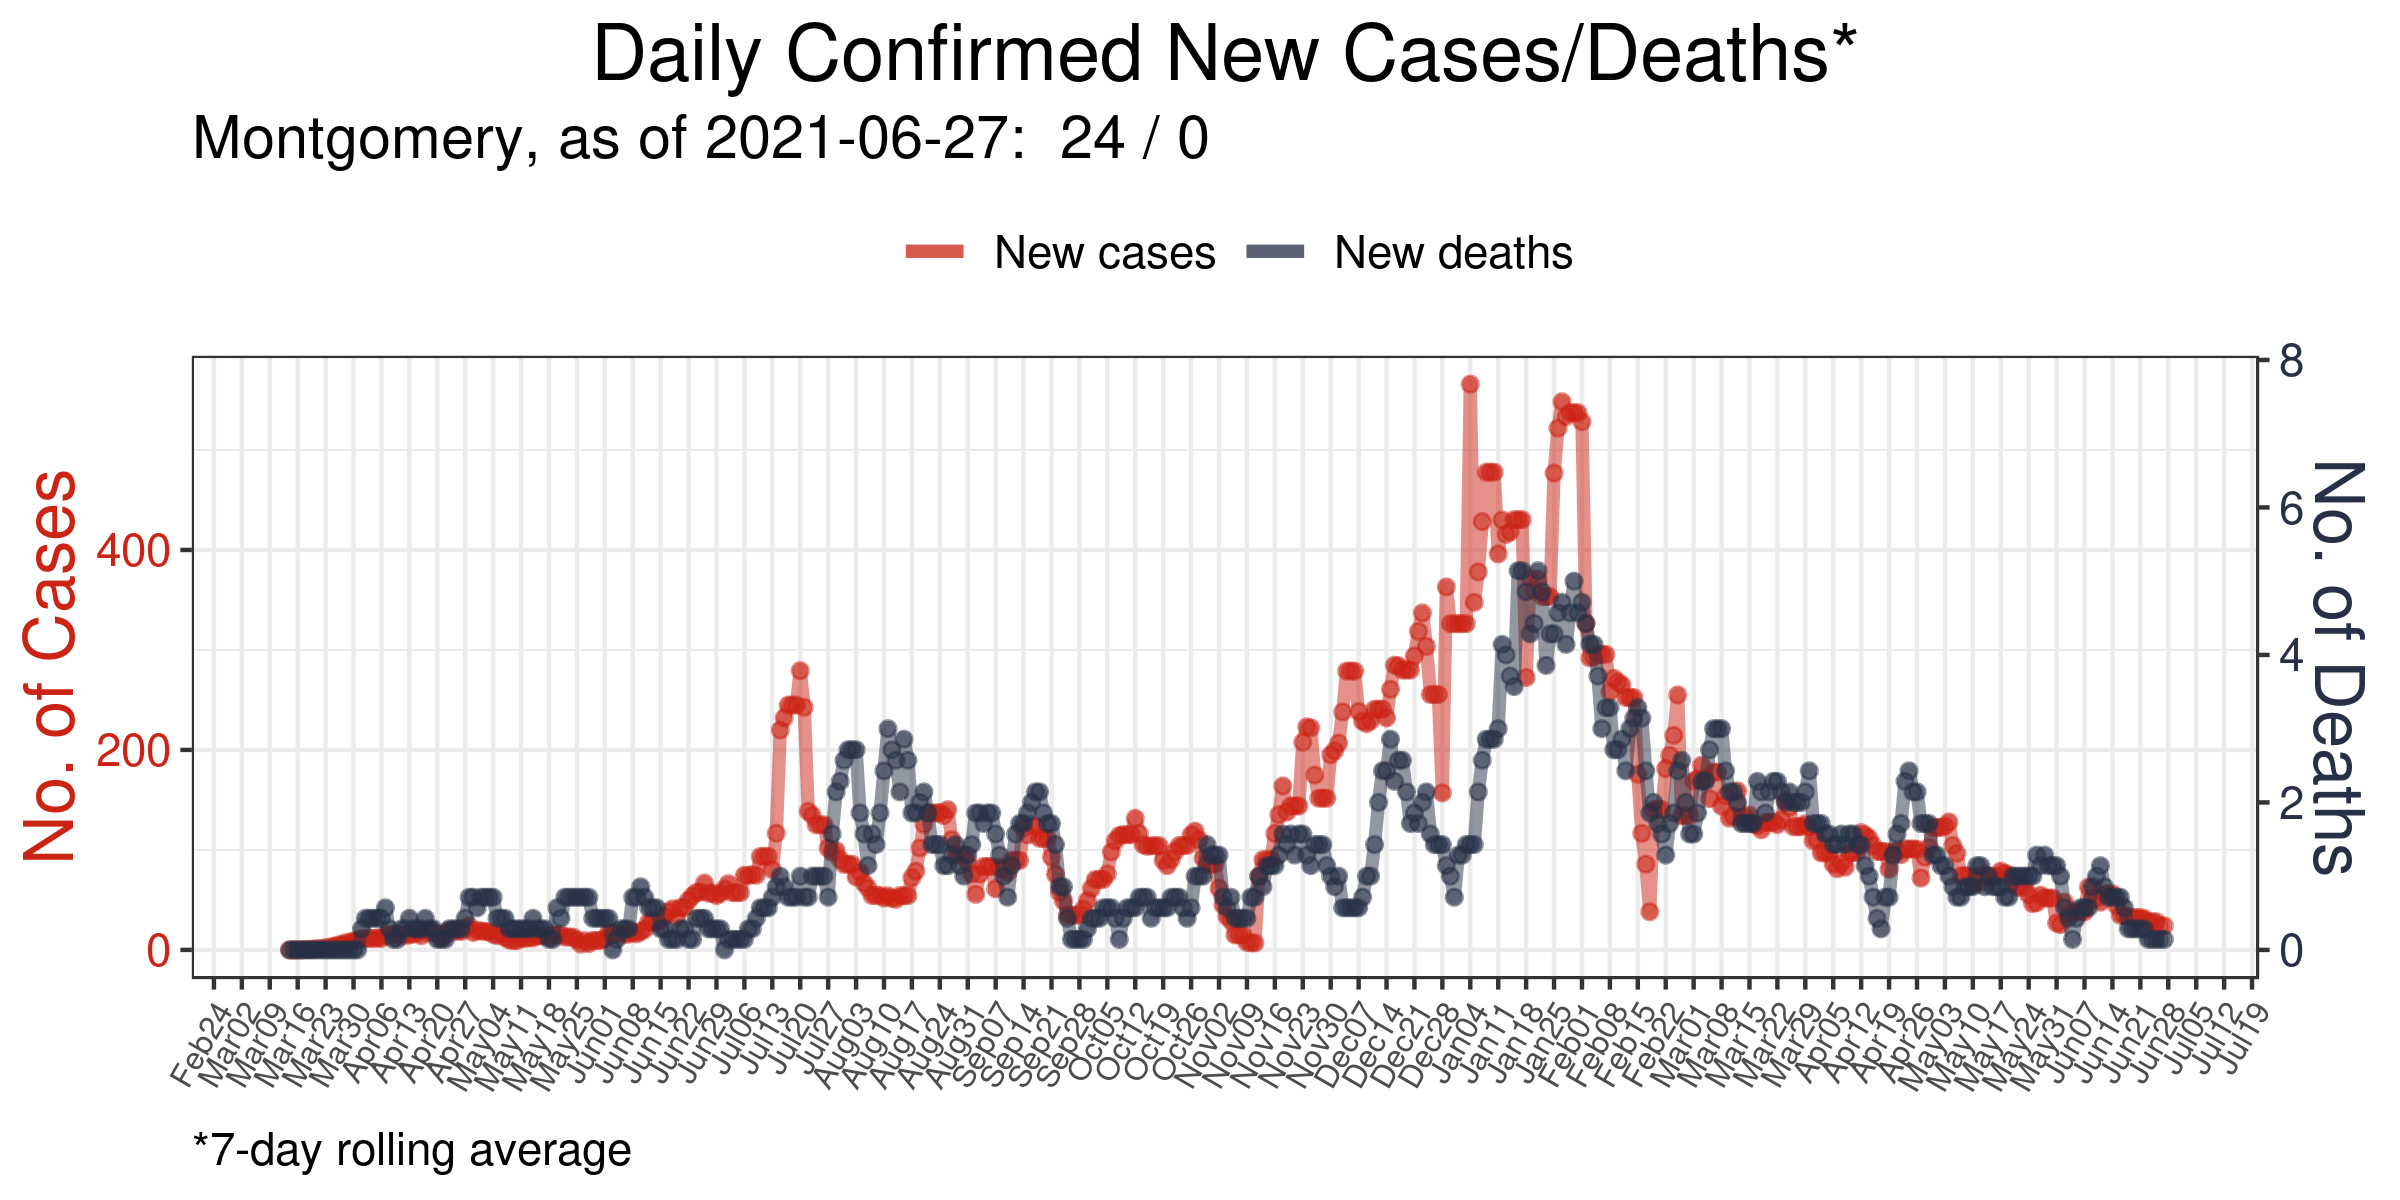 Daily Confirmed New Cases/Deaths*
Montgomery, as of 2021-06-27:  24 / 0
New cases
New deaths
No. of Cases
400
200
0
8
6
4
2
0
No. of Deaths
Feb24
Mar02
Mar09
Mar16
Mar23
Mar30
Apr06
Apr13
Apr20
Apr27
May04
May11
May18
May25
Jun01
Jun08
Jun15
Jun22
Jun29
Jul06
Jul13
Jul20
Jul27
Aug03
Aug10
Aug17
Aug24
Aug31
Sep07
Sep14
Sep21
Sep28
Oct05
Oct12
Oct19
Oct26
Nov02
Nov09
Nov16
Nov23
Nov30
Dec07
Dec14
Dec21
Dec28
Jan04
Jan11
Jan18
Jan25
Feb01
Feb08
Feb15
Feb22
Mar01
Mar08
Mar15
Mar22
Mar29
Apr05
Apr12
Apr19
Apr26
May03
May10
May17
May24
May31
Jun07
Jun14
Jun21
Jun28
Jul05
Jul12
Jul19
*7-day rolling average